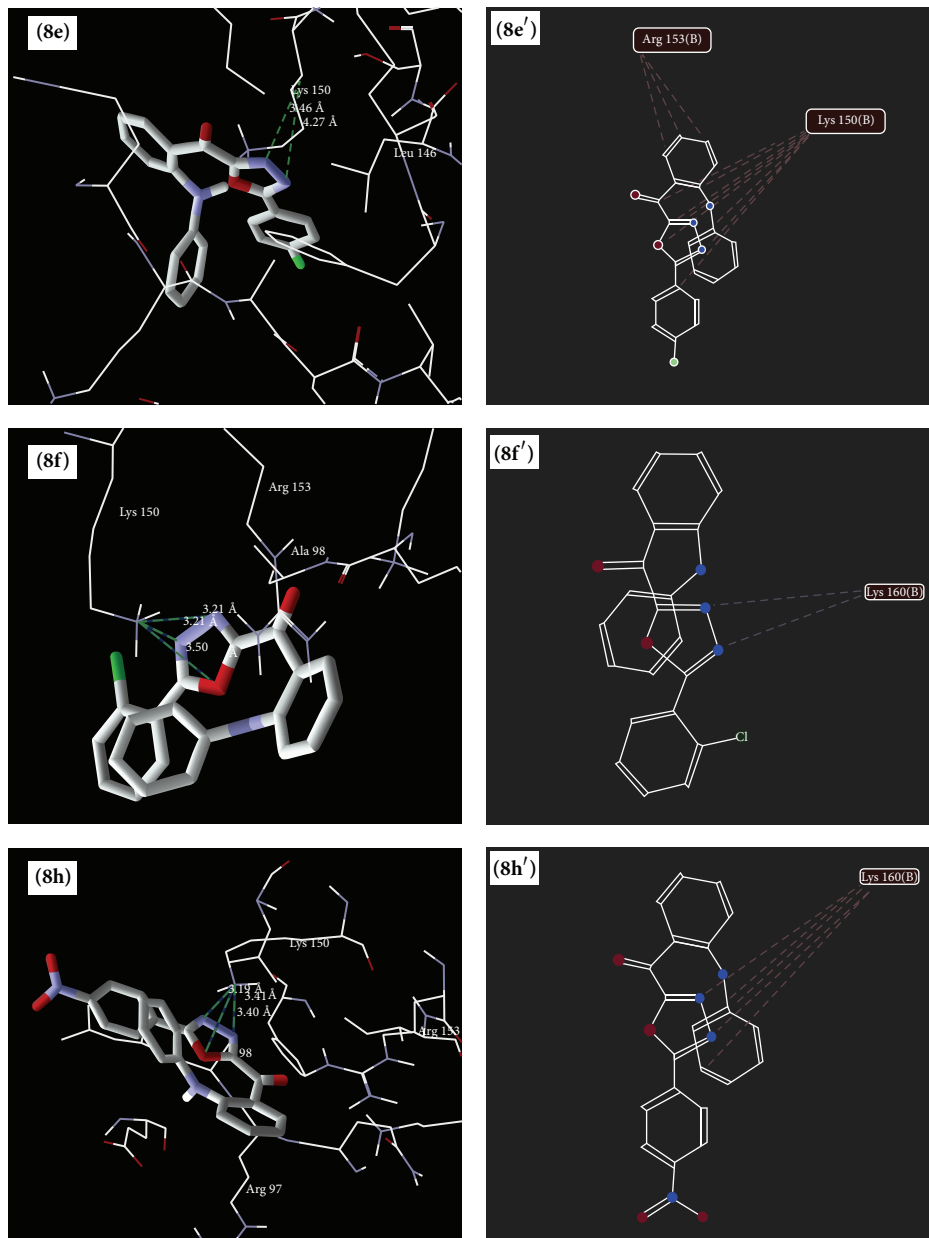 (8e)
Lys 150
3.46 Å
4.27 Å
Leu 146
(8e′)
Arg 153(B)
Lys 150(B)
(8f)
Lys 150
Arg 153
Ala 98
3.21 Å
3.21 Å
3.50
Å
(8f′)
Lys 160(B)
Cl
(8h)
Lys 150
3.19 Å
3.41 Å
3.40 Å
98
Arg 153
Arg 97
(8h′)
Lys 160(B)